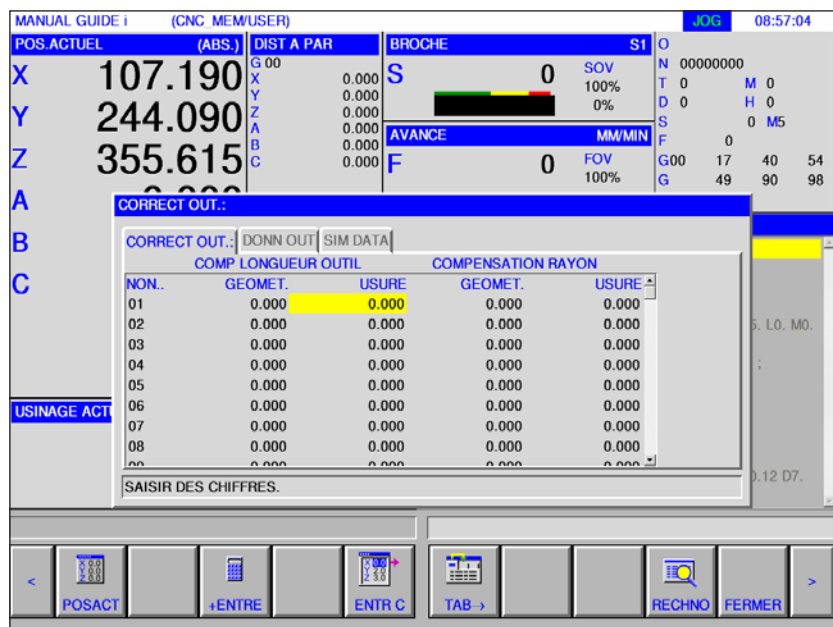 MANUAL GUIDE i (CNC_MEM/USER) JOG 08:57:04
POS.ACTUEL (ABS.) DIST A PAR BROCHE S1 O
G 00
X 107.190 X 0.000 S 0 SOV 100% 0% N 00000000
Y 244.090 Y 0.000 T 0 M 0
Z 355.615 Z 0.000 D 0 H 0
A 0.000 S 0 M5
B 0.000 AVANCE MM/MIN F 0
C 0.000 F 0 FOV 100% G00 17 40 54
G 49 90 98
A
B
C
CORRECT OUT.:
CORRECT OUT.: DONN OUT SIM DATA
COMP LONGUEUR OUTIL COMPENSATION RAYON
NON.. GEOMET. USURE GEOMET. USURE
01 0.000 0.000 0.000 0.000
02 0.000 0.000 0.000 0.000
03 0.000 0.000 0.000 0.000
04 0.000 0.000 0.000 0.000
05 0.000 0.000 0.000 0.000
06 0.000 0.000 0.000 0.000
07 0.000 0.000 0.000 0.000
08 0.000 0.000 0.000 0.000
SAISIR DES CHIFFRES.
L0. M0.
;
D7.
USINAGE
< POSACT +ENTRE ENTR C TAB→ RECHNO FERMER >